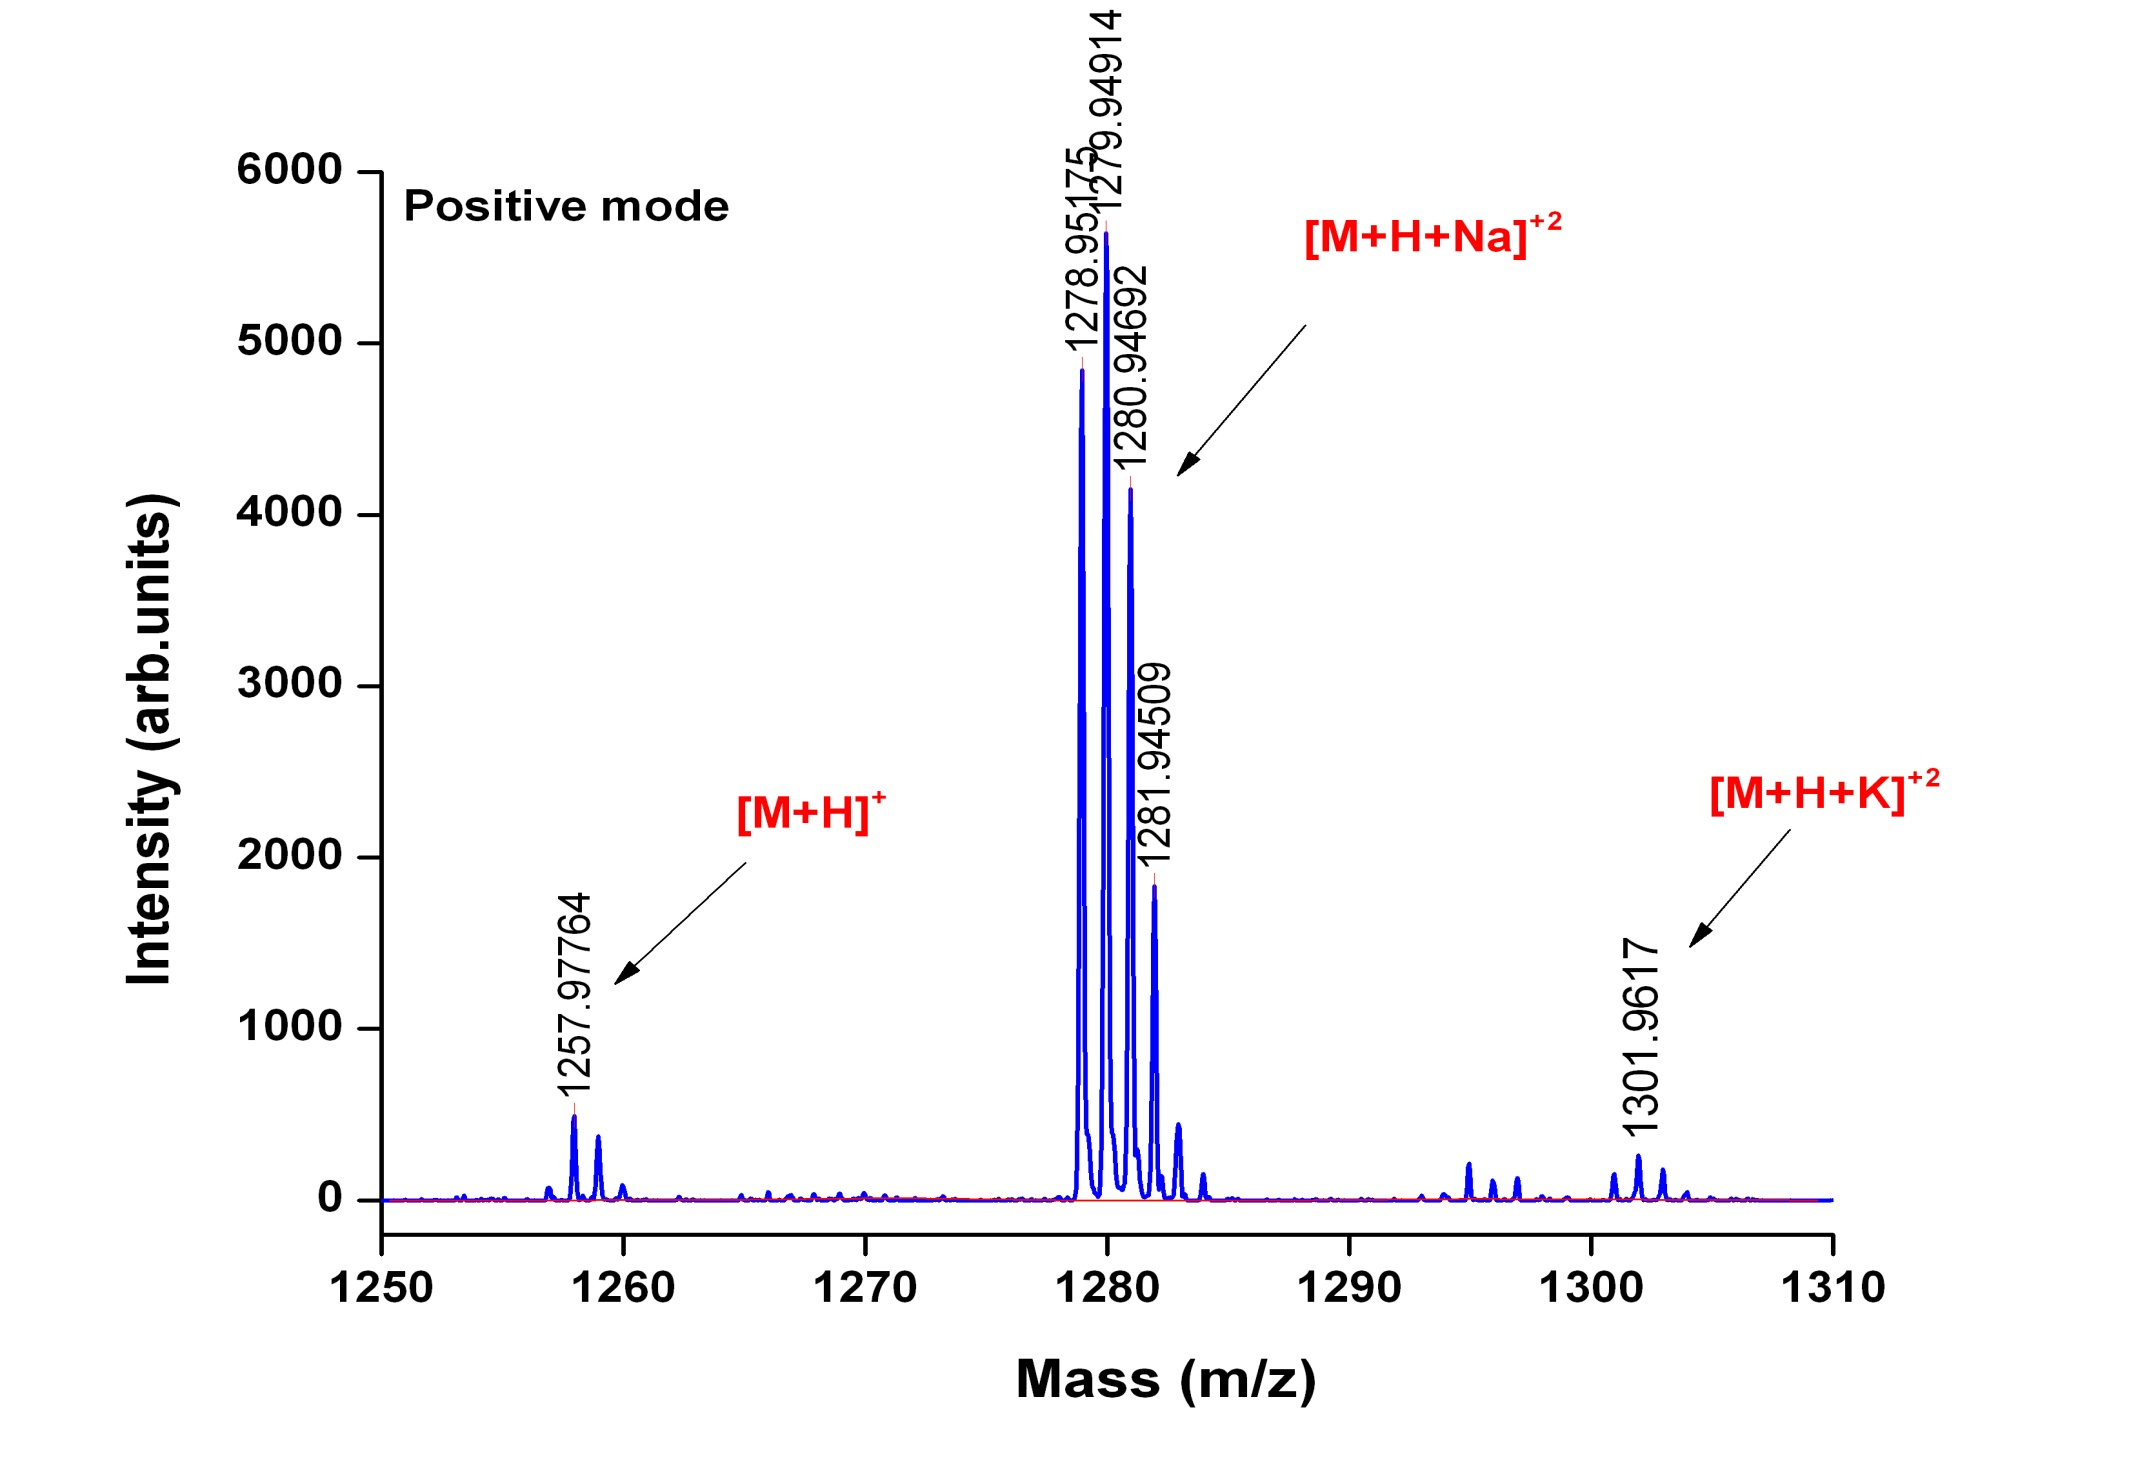 Positive mode
1278.95175
1279.94914
1280.94692
1281.94509
[M+H+Na]+2
[M+H]+
1257.97764
[M+H+K]+2
1301.9617
Intensity (arb.units)
6000
5000
4000
3000
2000
1000
0
1250 1260 1270 1280 1290 1300 1310
Mass (m/z)